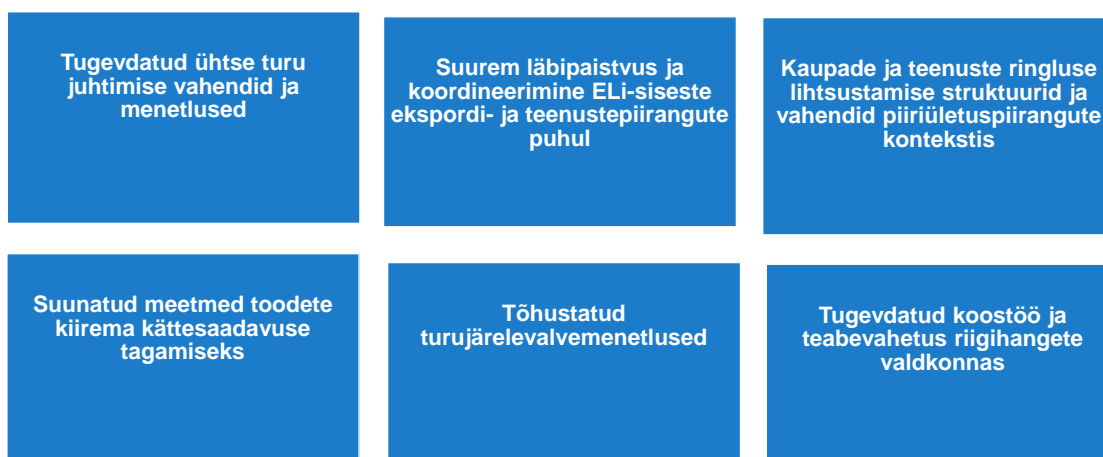 Tugevdatud ühtse turu
juhtimise vahendid ja
menetlused
Suurem läbipaistvus ja
koordineerimine ELi-siseste
ekspordi- ja teenustepiirangute
puhul
Kaupade ja teenuste ringluse
lihtsustamise struktuurid ja
vahendid piiriületuspiirangute
kontekstis
Suunatud meetmed toodete
kiirema kättesaadavuse
tagamiseks
Tõhustatud
turujärelevalvemenetlused
Tugevdatud koostöö ja
teabevahetus riigihangete
valdkonnas